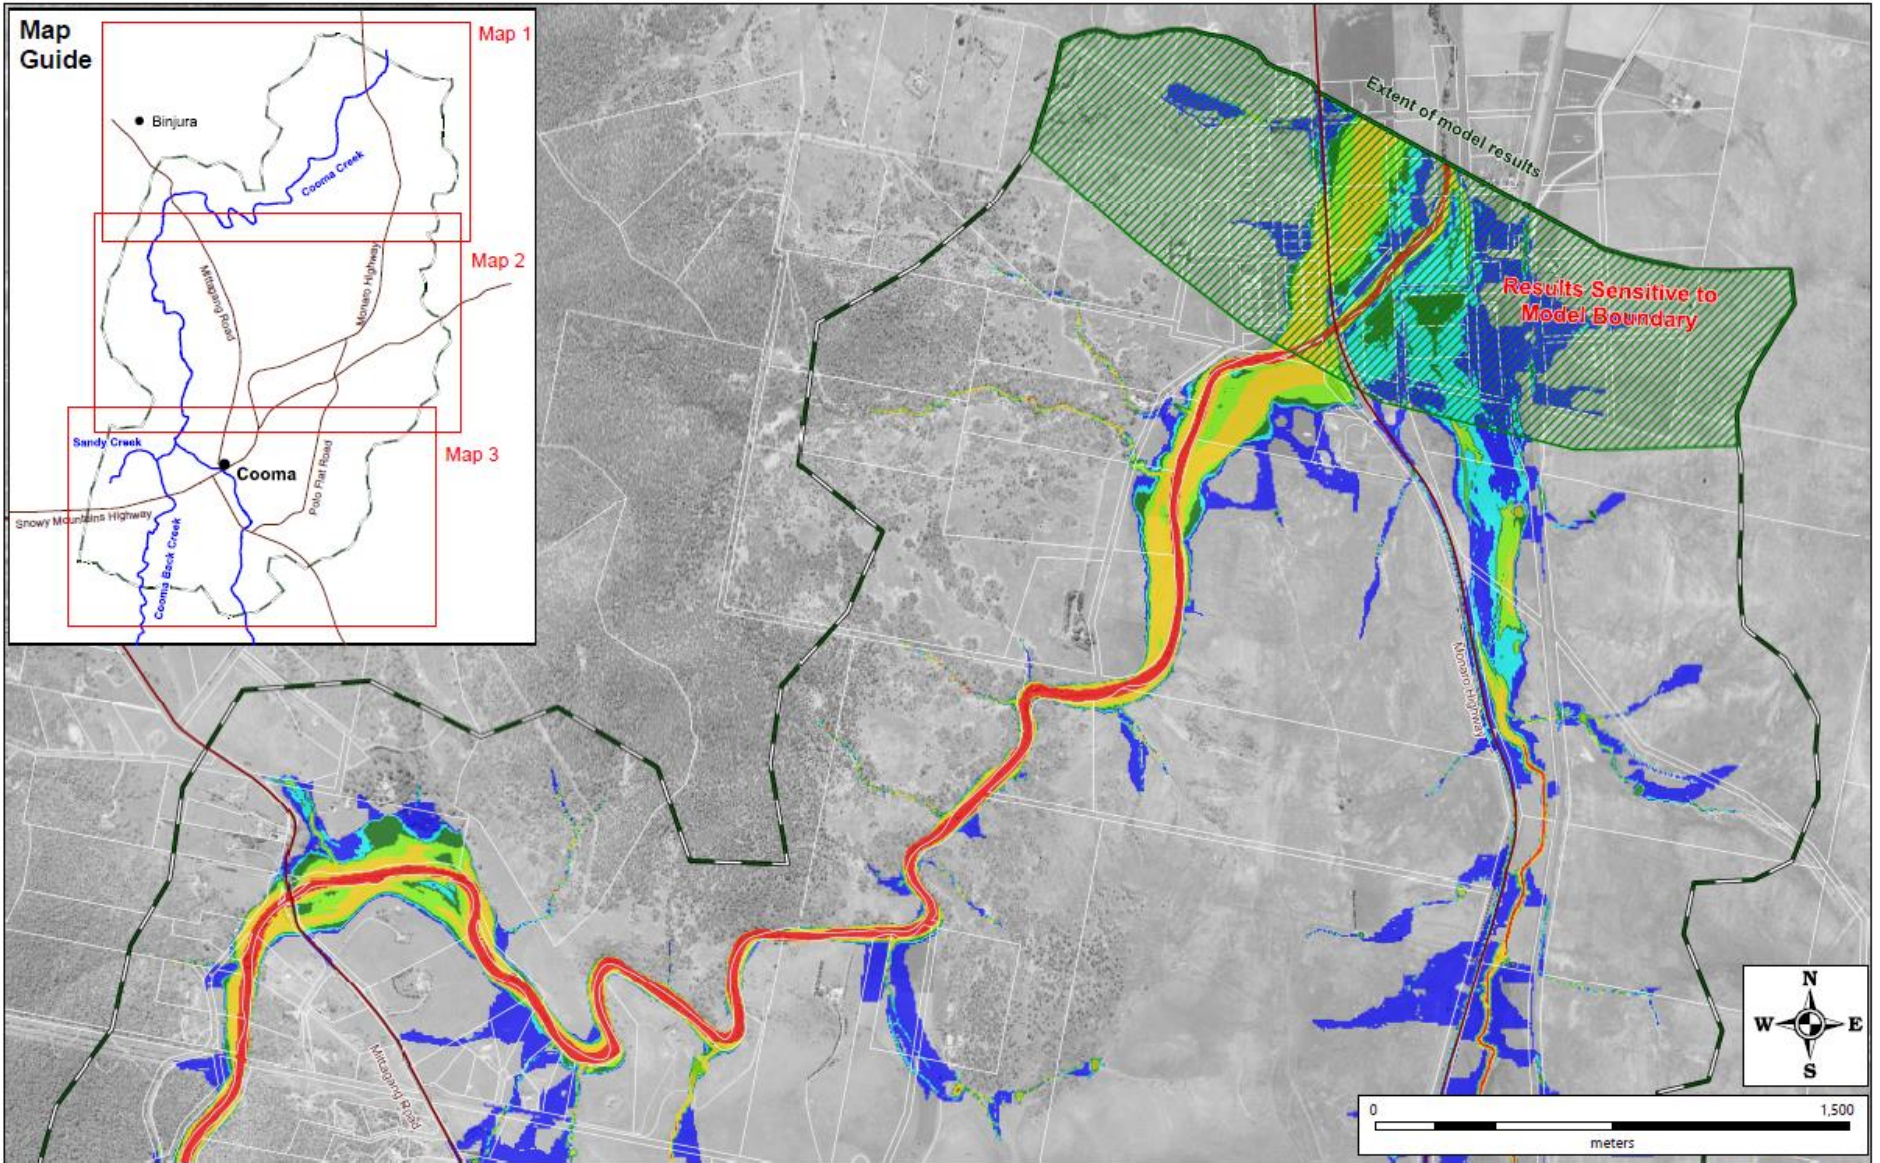 Map
Guide
Map 1
Binjura
Cooma Creek
Map 2
Mittagang Road
Monaro Highway
Sandy Creek
Map 3
Cooma
Polo Flat Road
Snowy Mountains Highway
Cooma Back Creek
Extent of model results
Results Sensitive to
Model Boundary
Monaro Highway
Mittagang Road
N
W E
S
0 1,500
meters